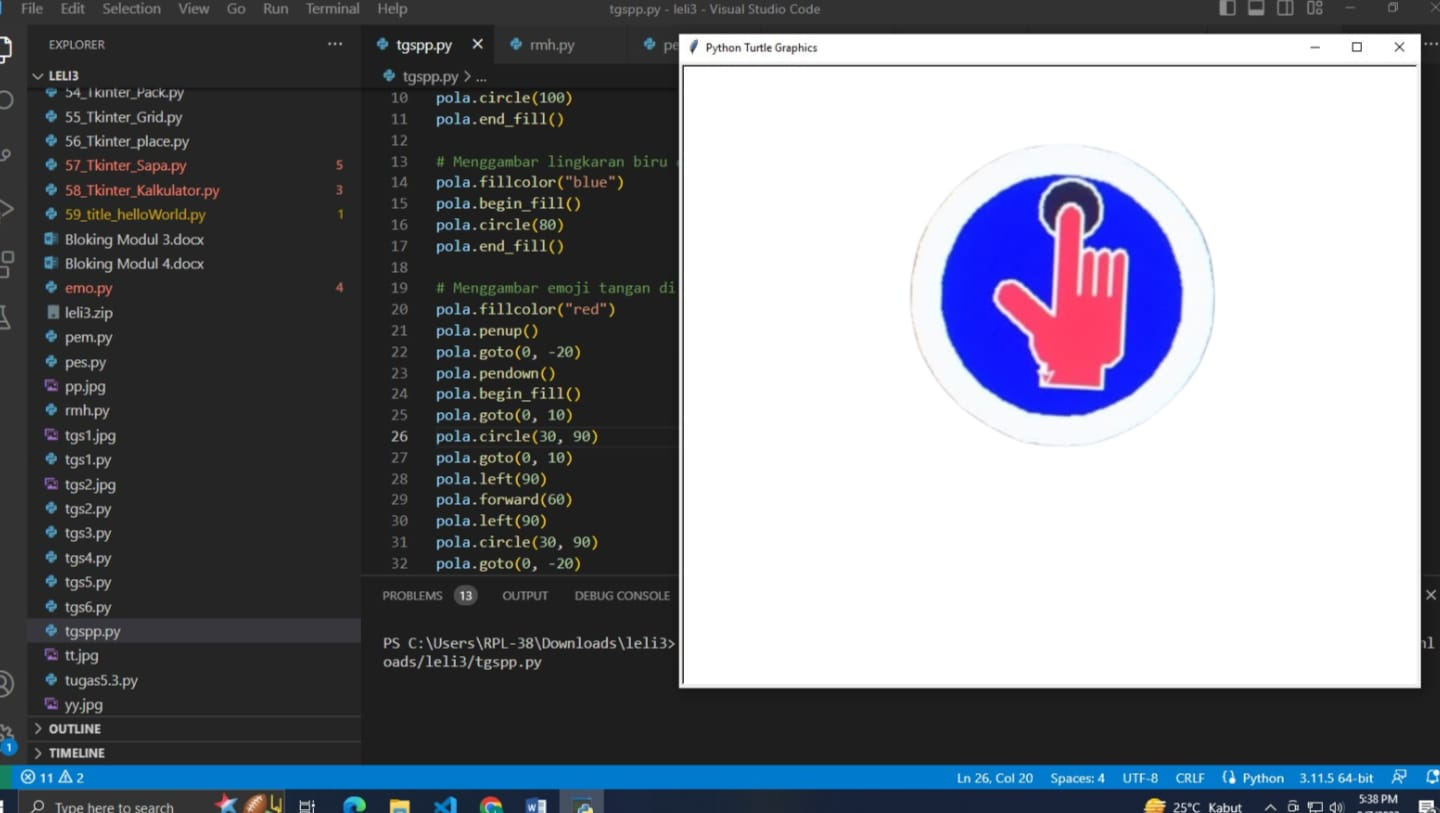 File Edit Selection View Go Run Terminal Help
tgspp.py - leli3 - Visual Studio Code
EXPLORER
LELI3
54_Tkinter_Pack.py
55_Tkinter_Grid.py
56_Tkinter_place.py
57_Tkinter_Sapa.py 5
58_Tkinter_Kalkulator.py 3
59_title_helloWorld.py 1
Bloking Modul 3.docx
Bloking Modul 4.docx
emo.py 4
leli3.zip
pem.py
pes.py
pp.jpg
rmh.py
tgs1.jpg
tgs1.py
tgs2.jpg
tgs2.py
tgs3.py
tgs4.py
tgs5.py
tgs6.py
tgspp.py
tt.jpg
tugas5.3.py
yy.jpg
OUTLINE
TIMELINE
1
tgspp.py rmh.py pe
tgspp.py > ...
10 pola.circle(100)
11 pola.end_fill()
12
13 # Menggambar lingkaran biru
14 pola.fillcolor("blue")
15 pola.begin_fill()
16 pola.circle(80)
17 pola.end_fill()
18
19 # Menggambar emoji tangan di
20 pola.fillcolor("red")
21 pola.penup()
22 pola.goto(0, -20)
23 pola.pendown()
24 pola.begin_fill()
25 pola.goto(0, 10)
26 pola.circle(30, 90)
27 pola.goto(0, 10)
28 pola.left(90)
29 pola.forward(60)
30 pola.left(90)
31 pola.circle(30, 90)
32 pola.goto(0, -20)
PROBLEMS 13 OUTPUT DEBUG CONSOLE
PS C:\Users\RPL-38\Downloads\leli3>
oads/leli3/tgspp.py
Python Turtle Graphics
11 2
Ln 26, Col 20 Spaces: 4 UTF-8 CRLF Python 3.11.5 64-bit
Type here to search
25°C Kabut
5:38 PM